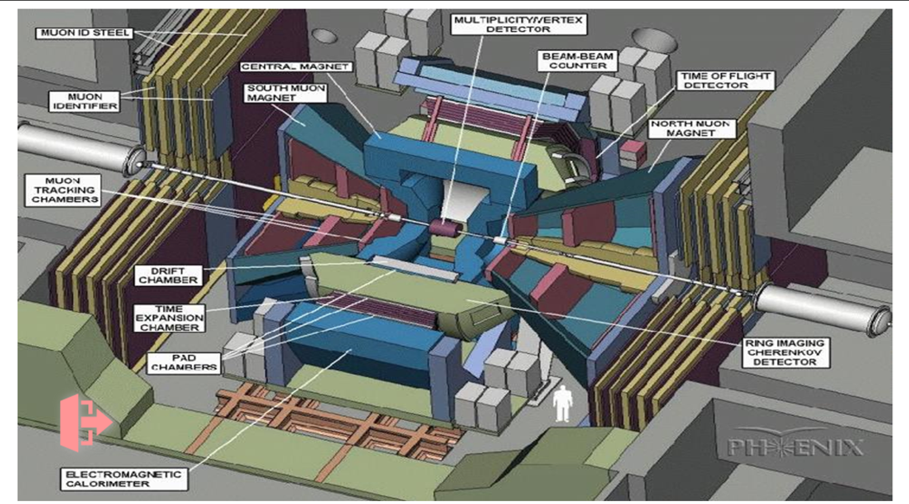 MUON ID STEEL
MUON
IDENTIFIER
CENTRAL MAGNET
SOUTH MUON
MAGNET
MULTIPLICITY/VERTEX
DETECTOR
BEAM-BEAM
COUNTER
TIME OF FLIGHT
DETECTOR
NORTH MUON
MAGNET
MUON
TRACKING
CHAMBERS
DRIFT
CHAMBER
TIME
EXPANSION
CHAMBER
PAD
CHAMBERS
RING IMAGING
CHERENKOV
DETECTOR
ELECTROMAGNETIC
CALORIMETER
PHENIX